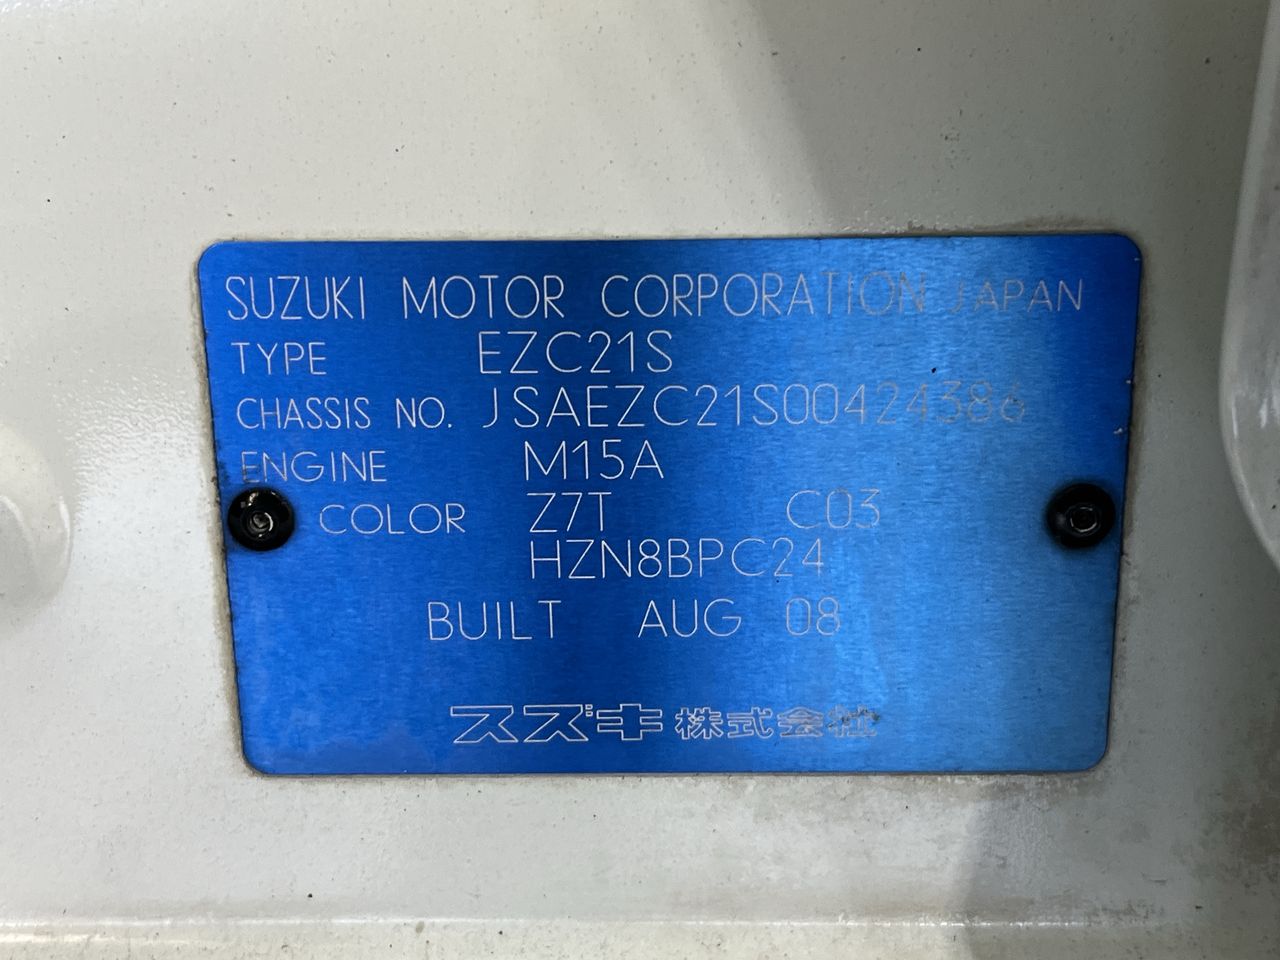 SUZUKI MOTOR CORPORATION JAPAN
TYPE EZC21S
CHASSIS NO. JSAEZC21S00424386
ENGINE M15A
COLOR Z7T C03
HZN8BPC24
BUILT AUG 08
スズキ株式会社